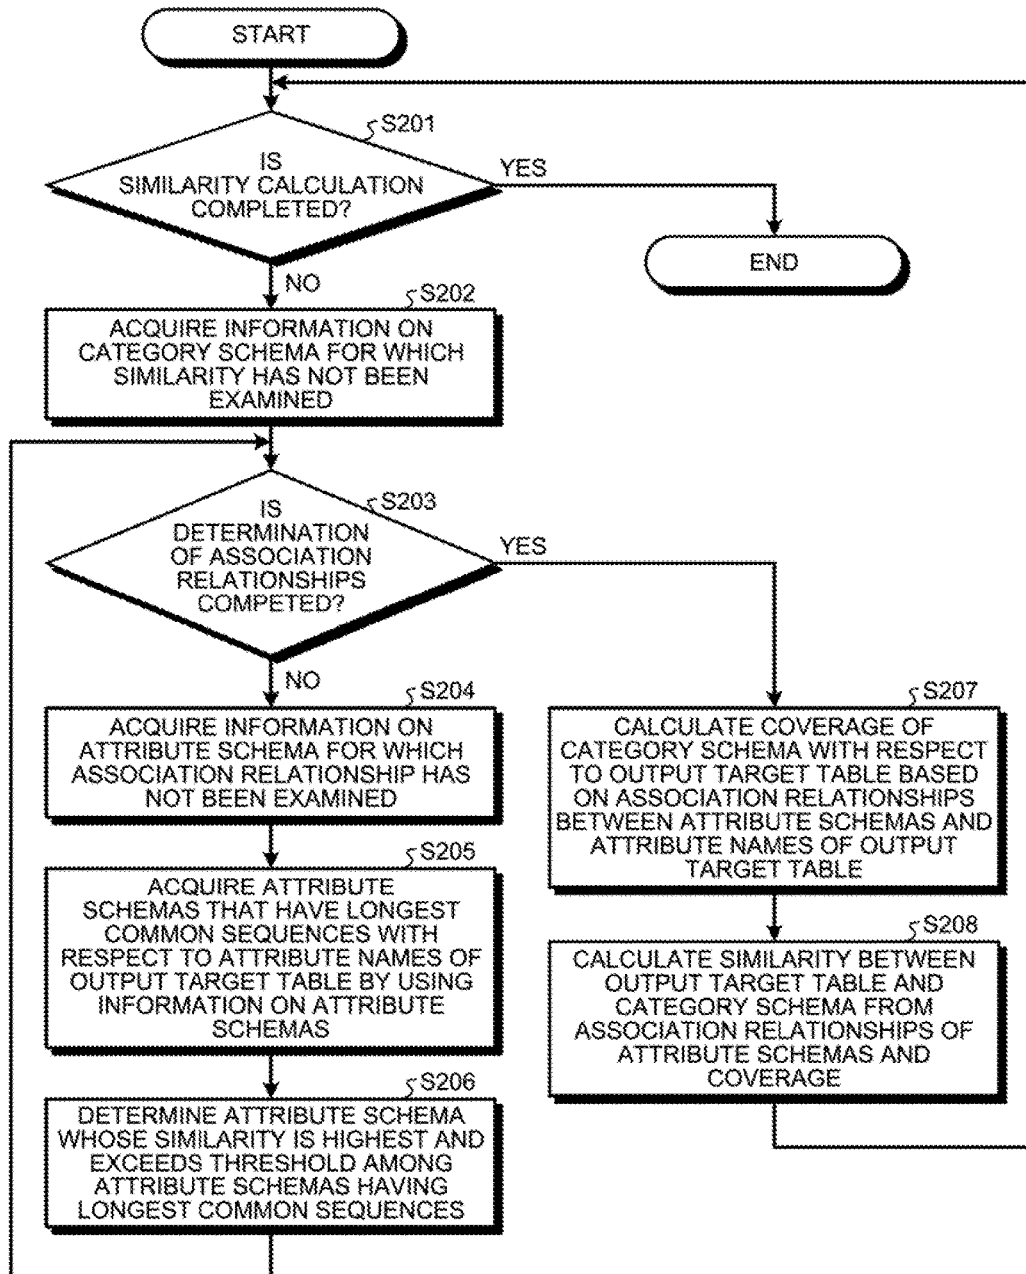 START
S201
IS
SIMILARITY CALCULATION
COMPLETED?
YES
END
NO
S202
ACQUIRE INFORMATION ON
CATEGORY SCHEMA FOR WHICH
SIMILARITY HAS NOT BEEN
EXAMINED
S203
IS
DETERMINATION
OF ASSOCIATION
RELATIONSHIPS
COMPETED?
YES
NO
S204
ACQUIRE INFORMATION ON
ATTRIBUTE SCHEMA FOR WHICH
ASSOCIATION RELATIONSHIP HAS
NOT BEEN EXAMINED
S205
ACQUIRE ATTRIBUTE
SCHEMAS THAT HAVE LONGEST
COMMON SEQUENCES WITH
RESPECT TO ATTRIBUTE NAMES OF
OUTPUT TARGET TABLE BY USING
INFORMATION ON ATTRIBUTE
SCHEMAS
S206
DETERMINE ATTRIBUTE SCHEMA
WHOSE SIMILARITY IS HIGHEST AND
EXCEEDS THRESHOLD AMONG
ATTRIBUTE SCHEMAS HAVING
LONGEST COMMON SEQUENCES
S207
CALCULATE COVERAGE OF
CATEGORY SCHEMA WITH RESPECT
TO OUTPUT TARGET TABLE BASED
ON ASSOCIATION RELATIONSHIPS
BETWEEN ATTRIBUTE SCHEMAS AND
ATTRIBUTE NAMES OF OUTPUT
TARGET TABLE
S208
CALCULATE SIMILARITY BETWEEN
OUTPUT TARGET TABLE AND
CATEGORY SCHEMA FROM
ASSOCIATION RELATIONSHIPS OF
ATTRIBUTE SCHEMAS AND
COVERAGE